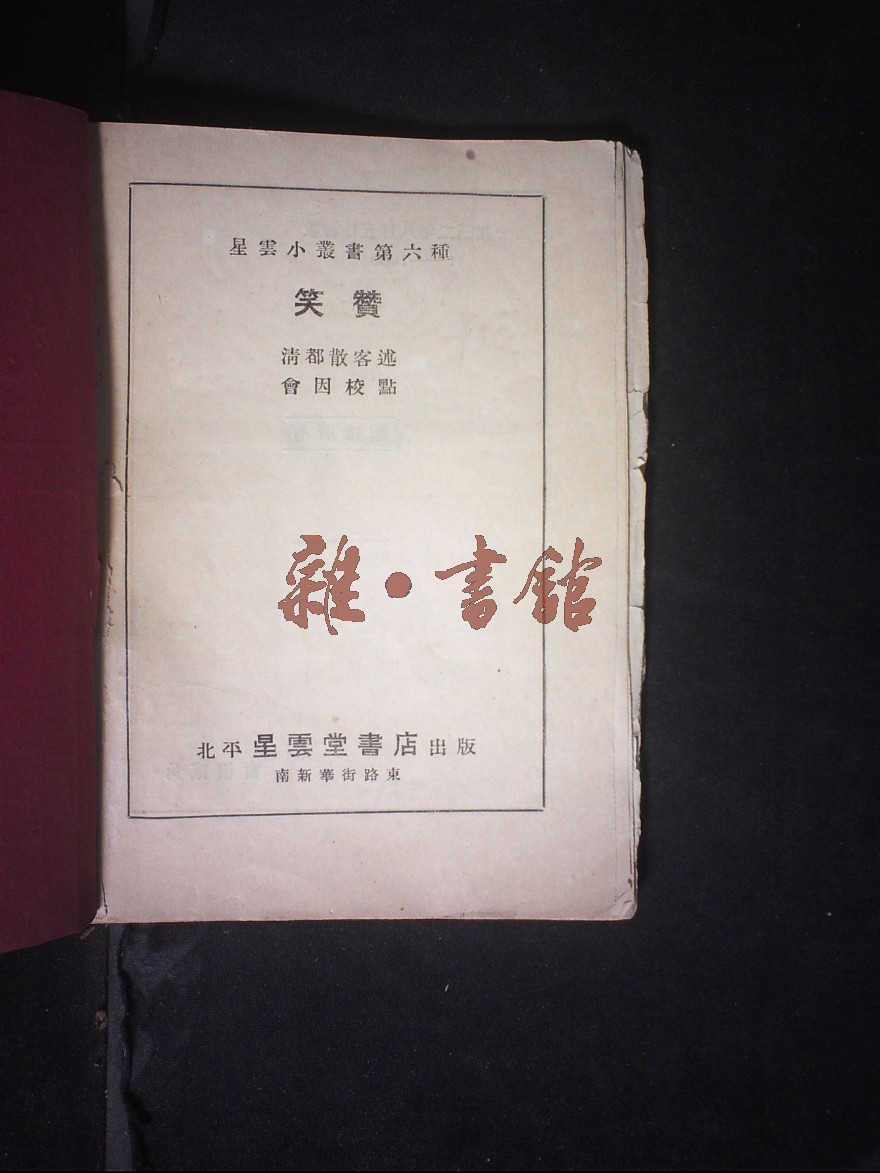 星雲小叢書第六種
笑贊
清都散客述
會因校點
雜·書館
北平星雲堂書店出版
南新華街路東